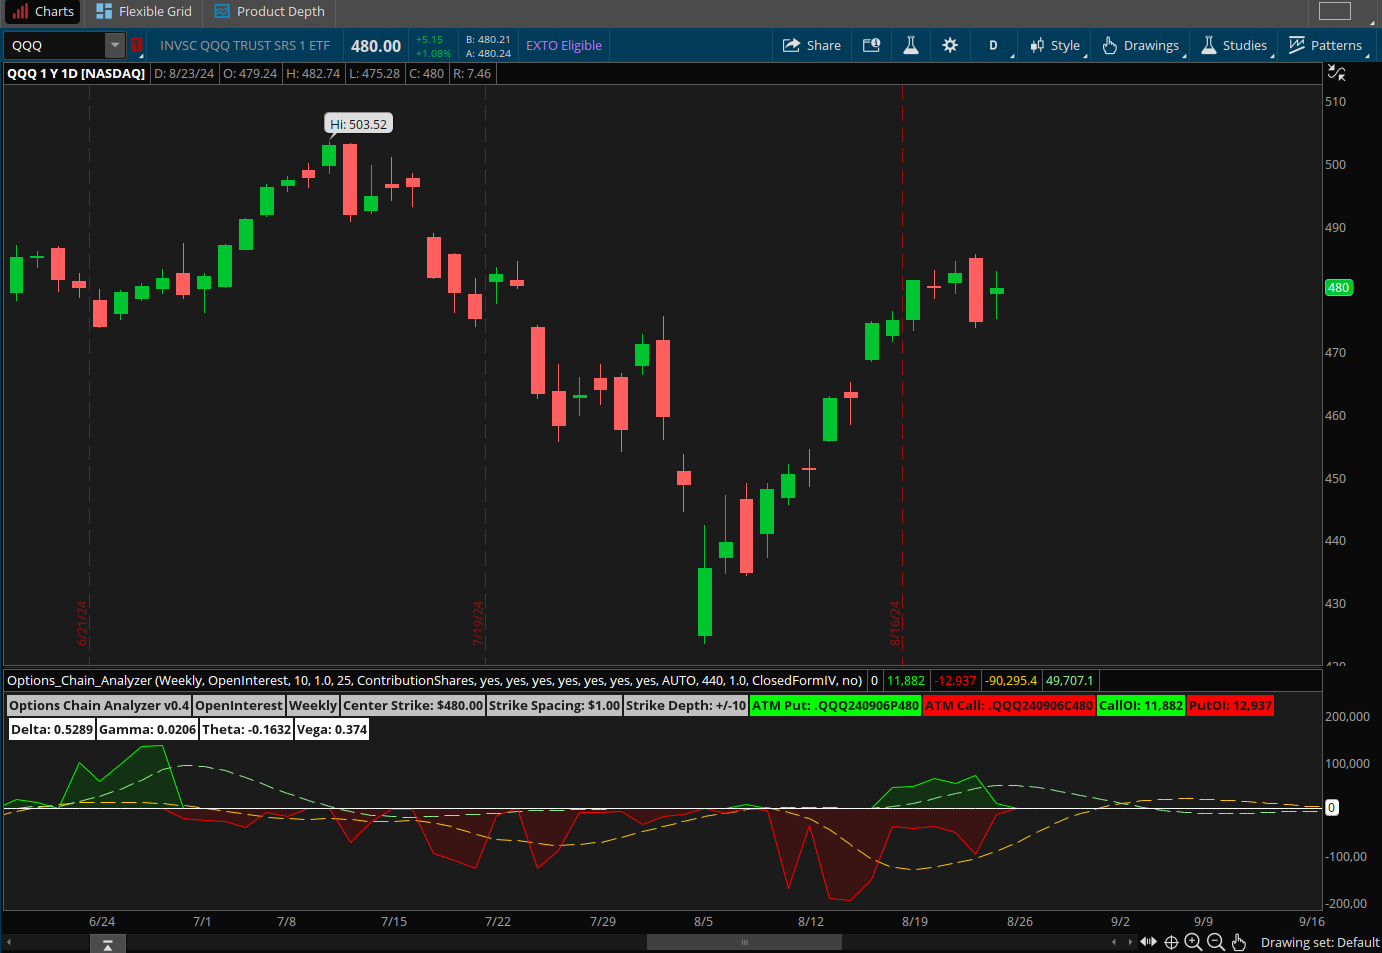 Charts Flexible Grid Product Depth
QQQ 1 INVSC QQQ TRUST SRS 1 ETF 480.00 +5.15 +1.08% B: 480.21 A: 480.24 EXTO Eligible Share 1 D Style Drawings Studies Patterns
QQQ 1 Y 1D [NASDAQ] D: 8/23/24 O: 479.24 H: 482.74 L: 475.28 C: 480 R: 7.46
510
Hi: 503.52
500
490
480
470
460
450
440
430
6/21/24 7/19/24 8/16/24
420
Options_Chain_Analyzer (Weekly, OpenInterest, 10, 1.0, 25, ContributionShares, yes, yes, yes, yes, yes, yes, yes, AUTO, 440, 1.0, ClosedFormIV, no) 0 11,882 -12,937 -90,295.4 49,707.1
Options Chain Analyzer v0.4 OpenInterest Weekly Center Strike: $480.00 Strike Spacing: $1.00 Strike Depth: +/-10 ATM Put: .QQQ240906P480 ATM Call: .QQQ240906C480 CallOI: 11,882 PutOI: 12,937
200,000
Delta: 0.5289 Gamma: 0.0206 Theta: -0.1632 Vega: 0.374
100,000
0
-100,00
-200,00
6/24 7/1 7/8 7/15 7/22 7/29 8/5 8/12 8/19 8/26 9/2 9/9 9/16
Drawing set: Default